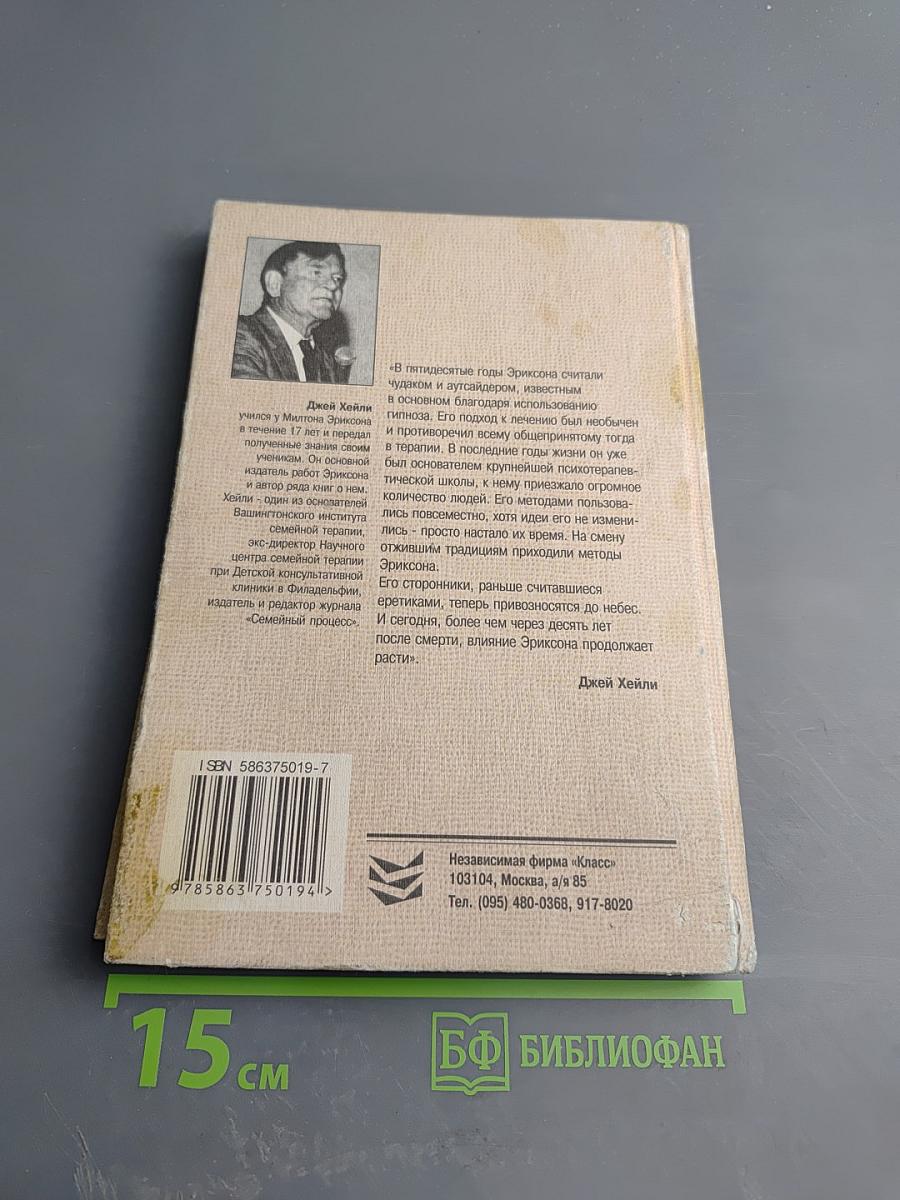 Джей Хейли
учился у Милтона Эриксона
в течение 17 лет и передал
полученные знания своим
ученикам. Он основной
издатель работ Эриксона
и автор ряда книг о нем.
Хейли - один из основателей
Вашингтонского института
семейной терапии,
экс-директор Научного
центра семейной терапии
при Детской консультативной
клиники в Филадельфии,
издатель и редактор журнала
«Семейный процесс».
«В пятидесятые годы Эриксона считали
чудаком и аутсайдером, известным
в основном благодаря использованию
гипноза. Его подход к лечению был необычен
и противоречил всему общепринятому тогда
в терапии. В последние годы жизни он уже
был основателем крупнейшей психотерапев-
тической школы, к нему приезжало огромное
количество людей. Его методами пользова-
лись повсеместно, хотя идеи его не измени-
лись - просто настало их время. На смену
отжившим традициям приходили методы
Эриксона.
Его сторонники, раньше считавшиеся
еретиками, теперь привозносятся до небес.
И сегодня, более чем через десять лет
после смерти, влияние Эриксона продолжает
расти».
Джей Хейли
ISBN 586375019-7
9 785863 750194 >
Независимая фирма «Класс»
103104, Москва, а/я 85
Тел. (095) 480-0368, 917-8020
15 см
БФ БИБЛИОФАН